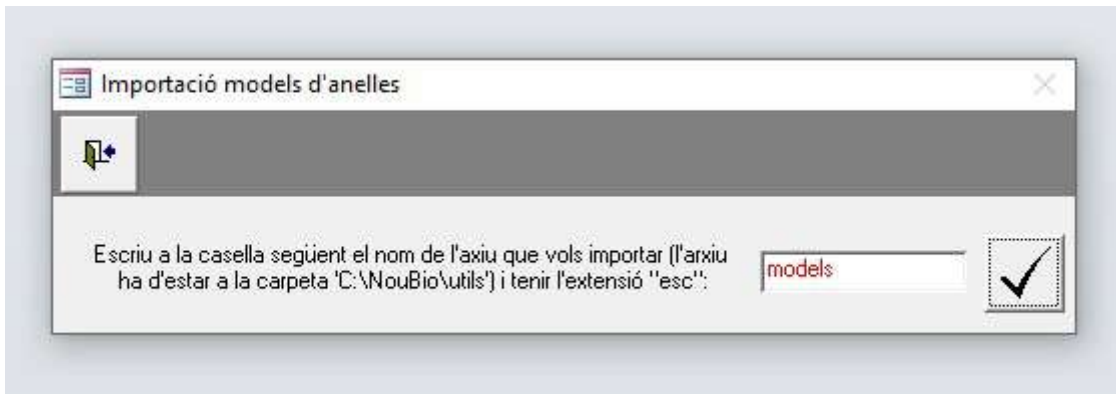 Importació models d'anelles
Escriu a la casella següent el nom de l'axiu que vols importar (l'arxiu
ha d'estar a la carpeta 'C:\NouBio\utils') i tenir l'extensió "esc":
models